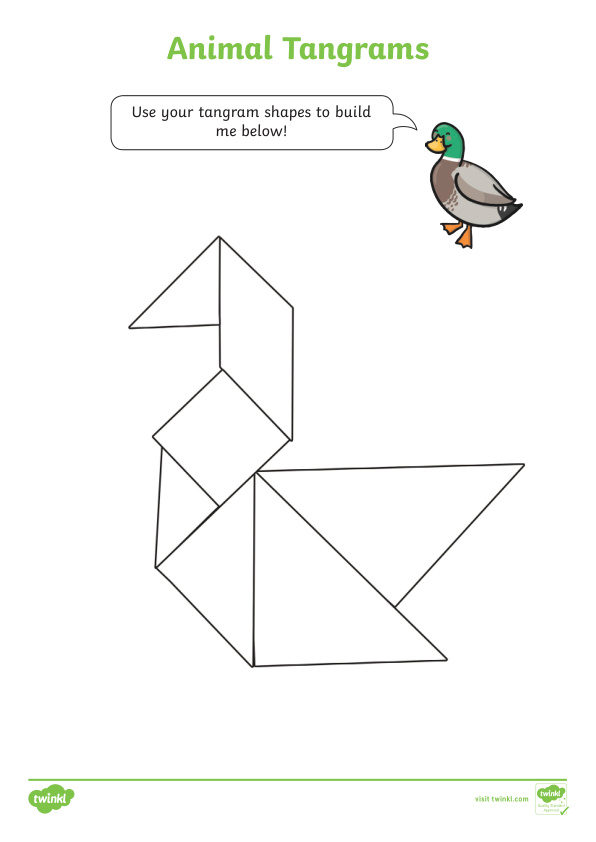 Animal Tangrams
Use your tangram shapes to build
me below!
twinkl
visit twinkl.com
twinkl
Quality Standard
Approved